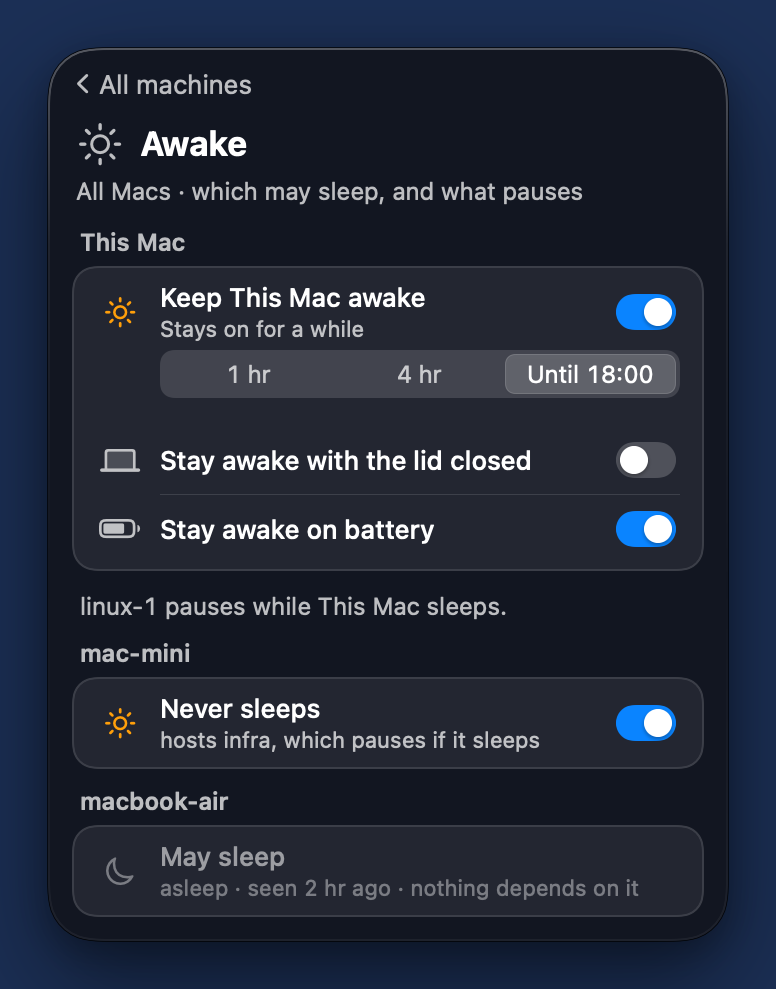 All machines
Awake
All Macs · which may sleep, and what pauses
This Mac
Keep This Mac awake
Stays on for a while
1 hr 4 hr Until 18:00
Stay awake with the lid closed
Stay awake on battery
linux-1 pauses while This Mac sleeps.
mac-mini
Never sleeps
hosts infra, which pauses if it sleeps
macbook-air
May sleep
asleep · seen 2 hr ago · nothing depends on it